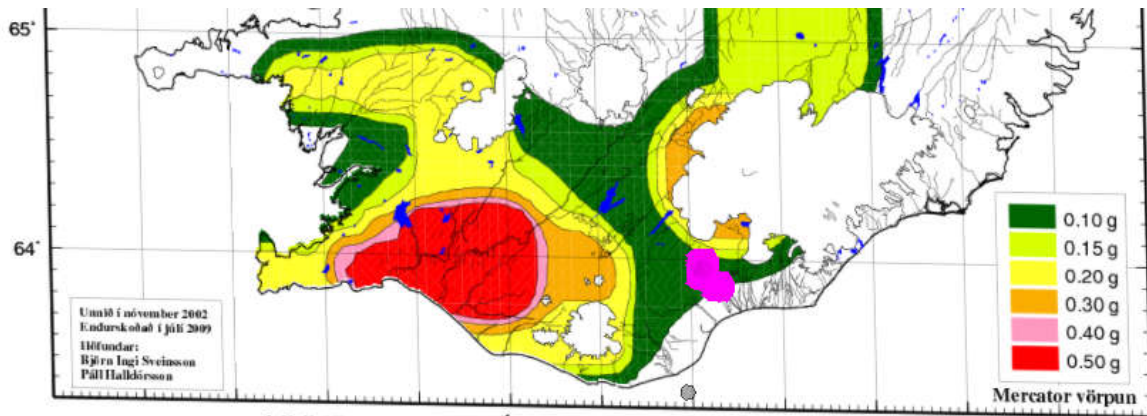 65°
64°
Unnið í nóvember 2002
Endurskoðað í júlí 2009
Höfundar:
Björn Ingi Sveinsson
Páll Halldórsson
0.10 g
0.15 g
0.20 g
0.30 g
0.40 g
0.50 g
Mercator vörpun